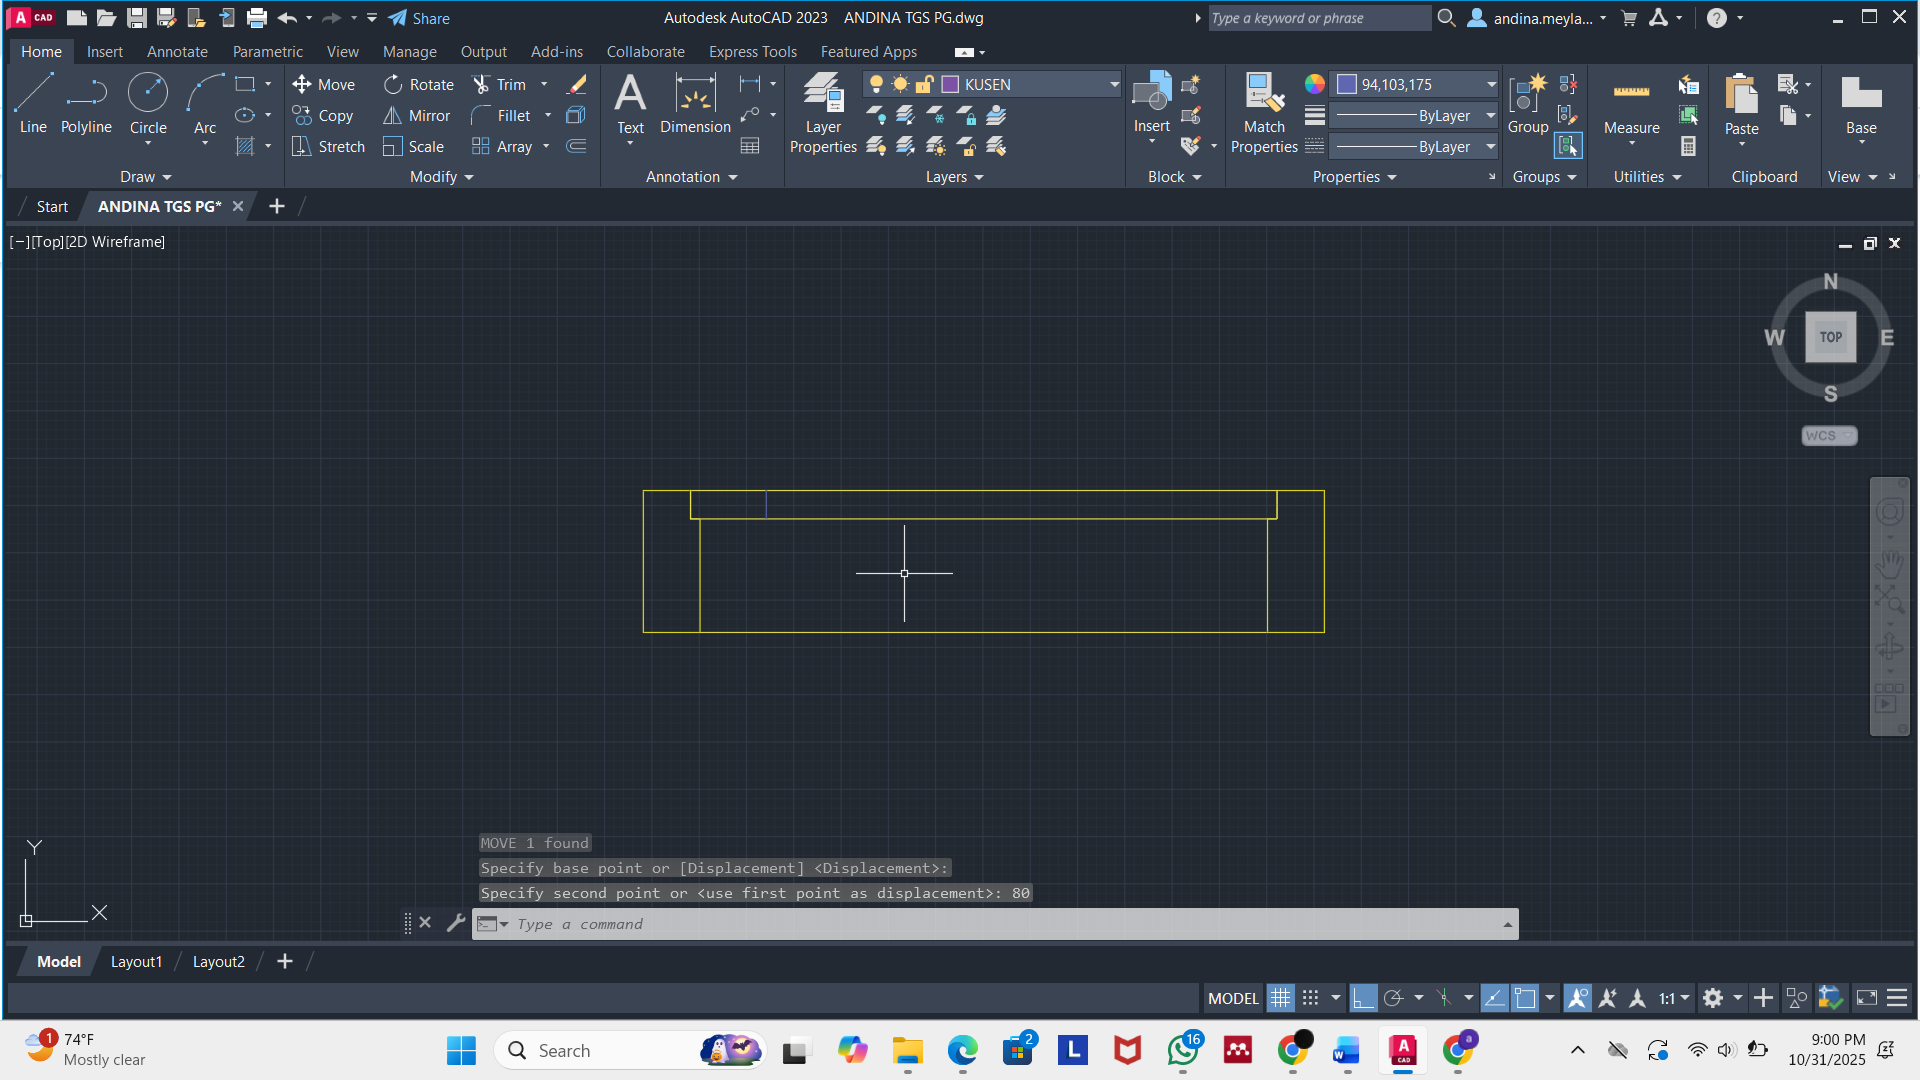 A CAD
Share
Autodesk AutoCAD 2023 ANDINA TGS PG.dwg
Type a keyword or phrase
andina.meyla...
?
Home Insert Annotate Parametric View Manage Output Add-ins Collaborate Express Tools Featured Apps
Line Polyline Circle Arc
Move Rotate Trim
Copy Mirror Fillet
Stretch Scale Array
Text Dimension
Layer Properties
KUSEN
Insert
Match Properties
94,103,175
ByLayer
ByLayer
Group
Measure
Paste
Base
Draw Modify Annotation Layers Block Properties Groups Utilities Clipboard View
Start ANDINA TGS PG*
[−][Top][2D Wireframe]
N
W TOP E
S
WCS
Y
X
MOVE 1 found
Specify base point or [Displacement] <Displacement>:
Specify second point or <use first point as displacement>: 80
Type a command
Model Layout1 Layout2
MODEL
1:1
1
74°F
Mostly clear
Search
2
L
16
W
A CAD
a
9:00 PM
10/31/2025